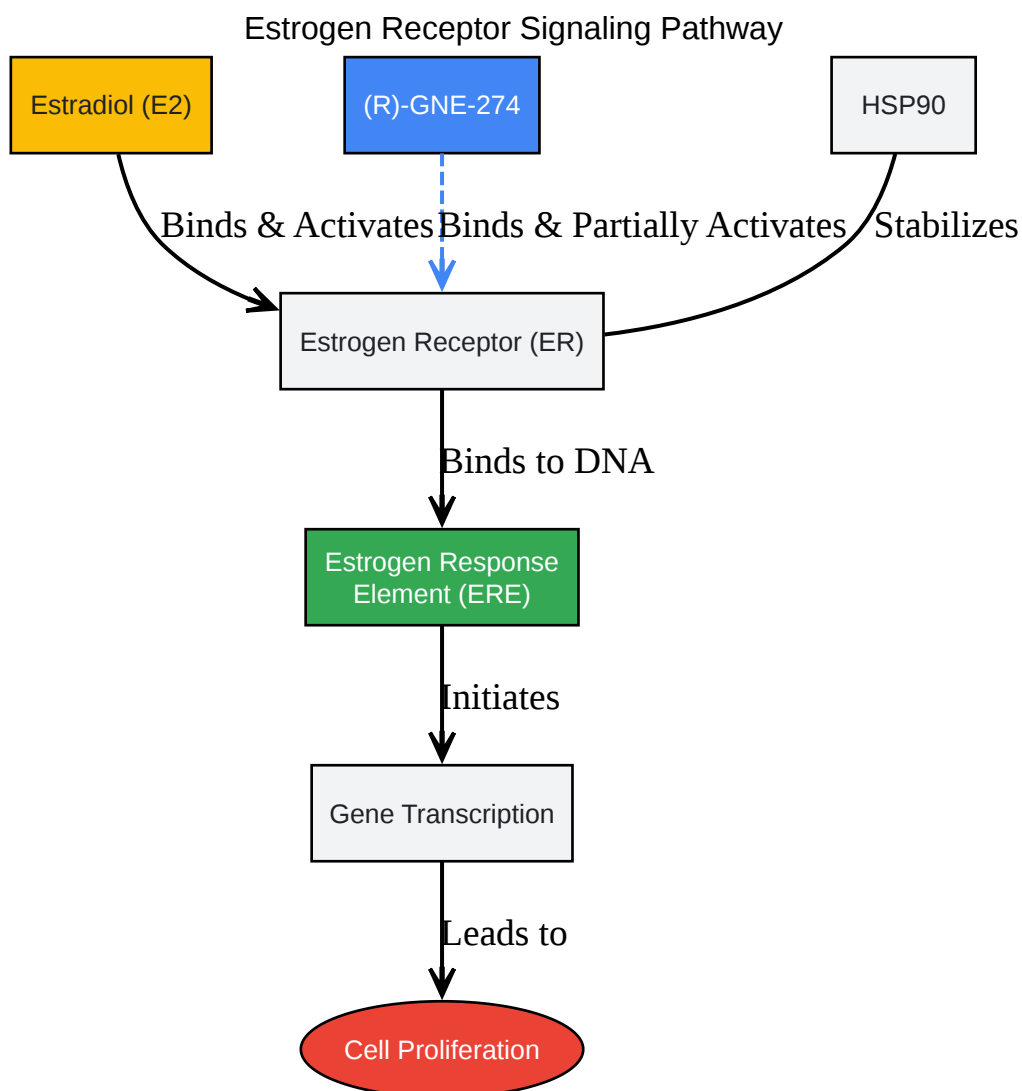 Estrogen Receptor Signaling Pathway
Estradiol (E2)
(R)-GNE-274
HSP90
Binds & Activates
Binds & Partially Activates
Stabilizes
Estrogen Receptor (ER)
Binds to DNA
Estrogen Response
Element (ERE)
Initiates
Gene Transcription
Leads to
Cell Proliferation